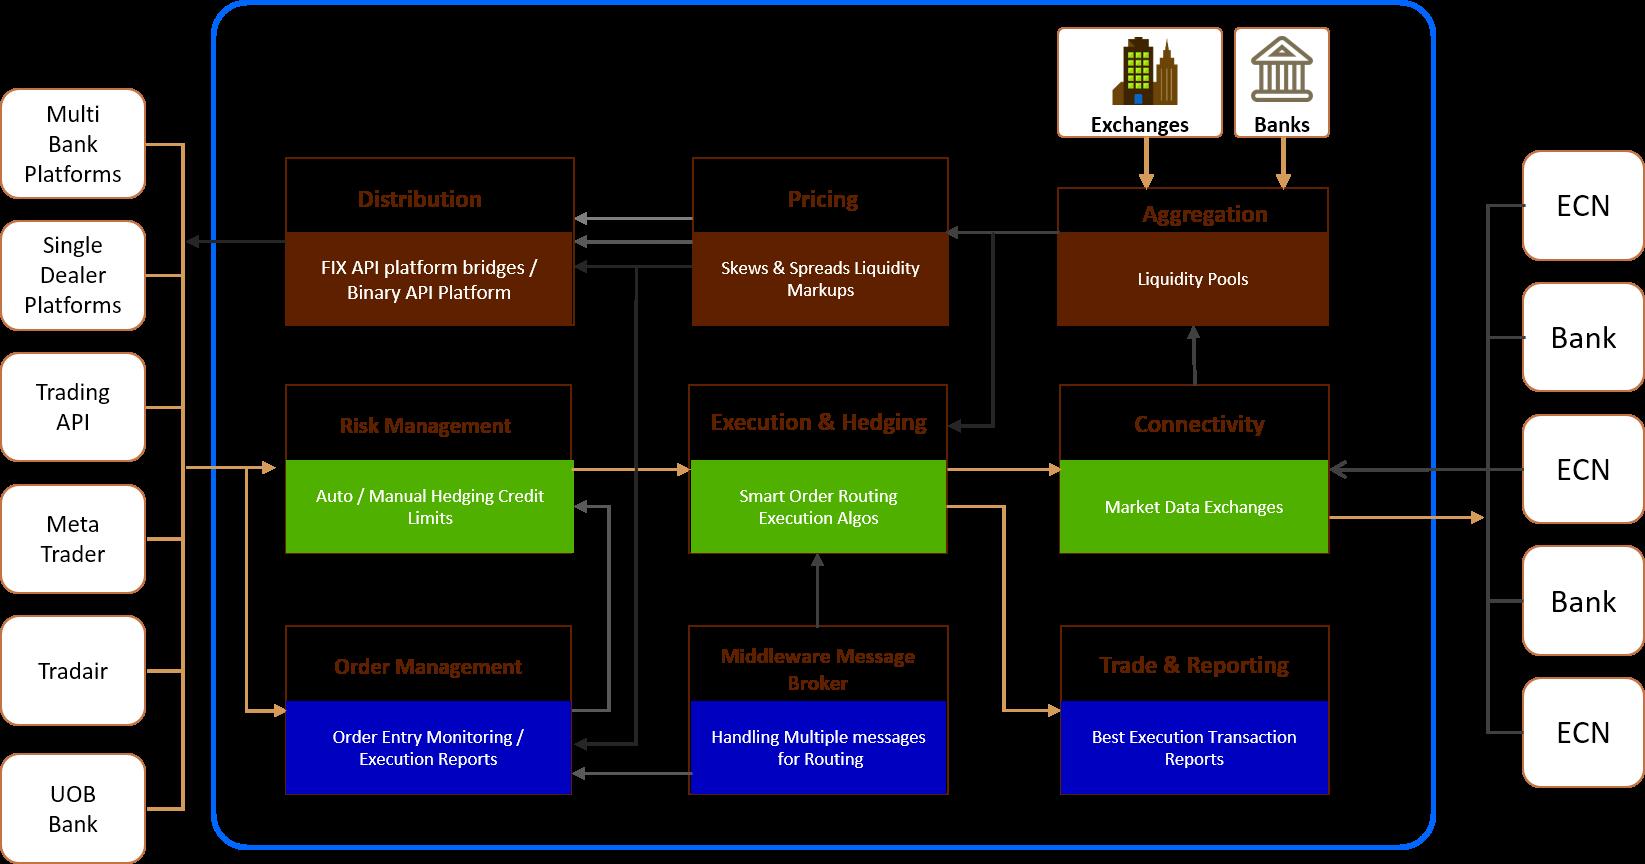 Exchanges
Banks
Multi
Bank
Platforms
Single
Dealer
Platforms
Trading
API
Meta
Trader
Tradair
UOB
Bank
Distribution
FIX API platform bridges /
Binary API Platform
Pricing
Skews & Spreads Liquidity
Markups
Aggregation
Liquidity Pools
Risk Management
Auto / Manual Hedging Credit
Limits
Execution & Hedging
Smart Order Routing
Execution Algos
Connectivity
Market Data Exchanges
Order Management
Order Entry Monitoring /
Execution Reports
Middleware Message
Broker
Handling Multiple messages
for Routing
Trade & Reporting
Best Execution Transaction
Reports
ECN
Bank
ECN
Bank
ECN